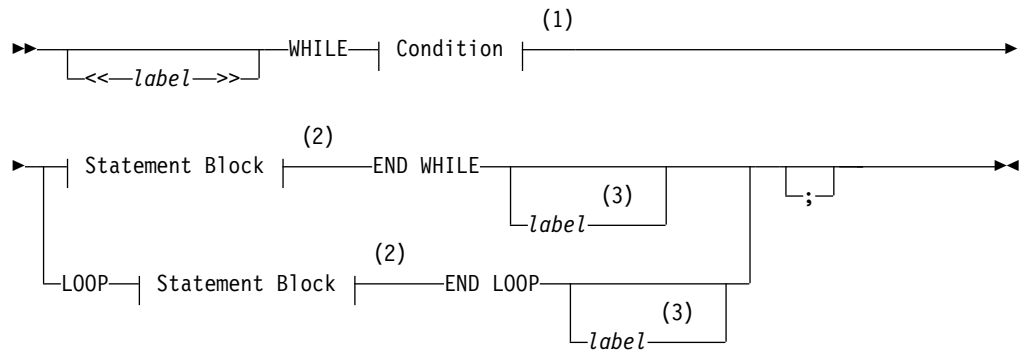 (1)
WHILE Condition
<< label >>
(2)
Statement Block END WHILE
(3)
label
;
(2)
LOOP Statement Block END LOOP
(3)
label